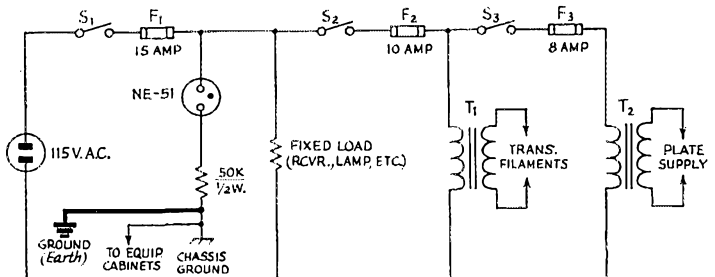 S1
F1
15 AMP
S2
F2
10 AMP
S3
F3
8 AMP
NE-51
115 V. A.C.
50K
1/2 W.
FIXED LOAD
(RCVR., LAMP, ETC.)
T1
TRANS.
FILAMENTS
T2
PLATE
SUPPLY
GROUND
(Earth)
TO EQUIP.
CABINETS
CHASSIS
GROUND